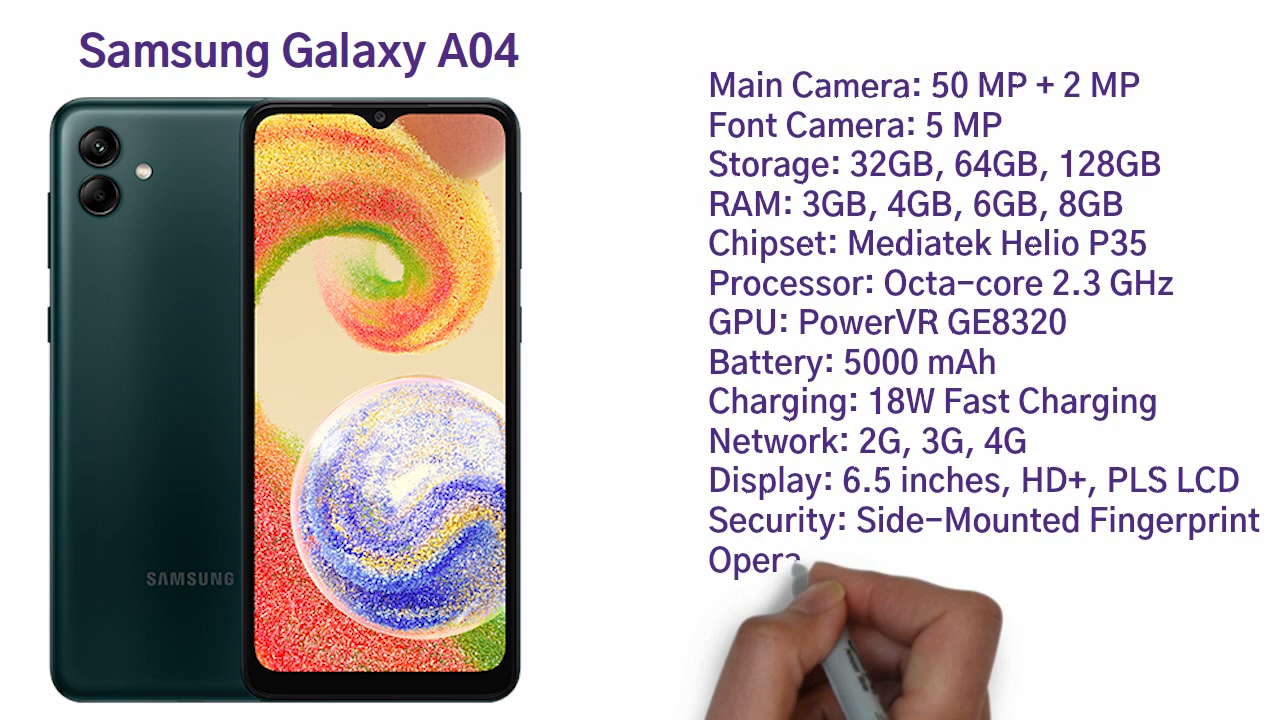 Samsung Galaxy A04
Main Camera: 50 MP + 2 MP
Font Camera: 5 MP
Storage: 32GB, 64GB, 128GB
RAM: 3GB, 4GB, 6GB, 8GB
Chipset: Mediatek Helio P35
Processor: Octa-core 2.3 GHz
GPU: PowerVR GE8320
Battery: 5000 mAh
Charging: 18W Fast Charging
Network: 2G, 3G, 4G
Display: 6.5 inches, HD+, PLS LCD
Security: Side-Mounted Fingerprint
Opera
SAMSUNG